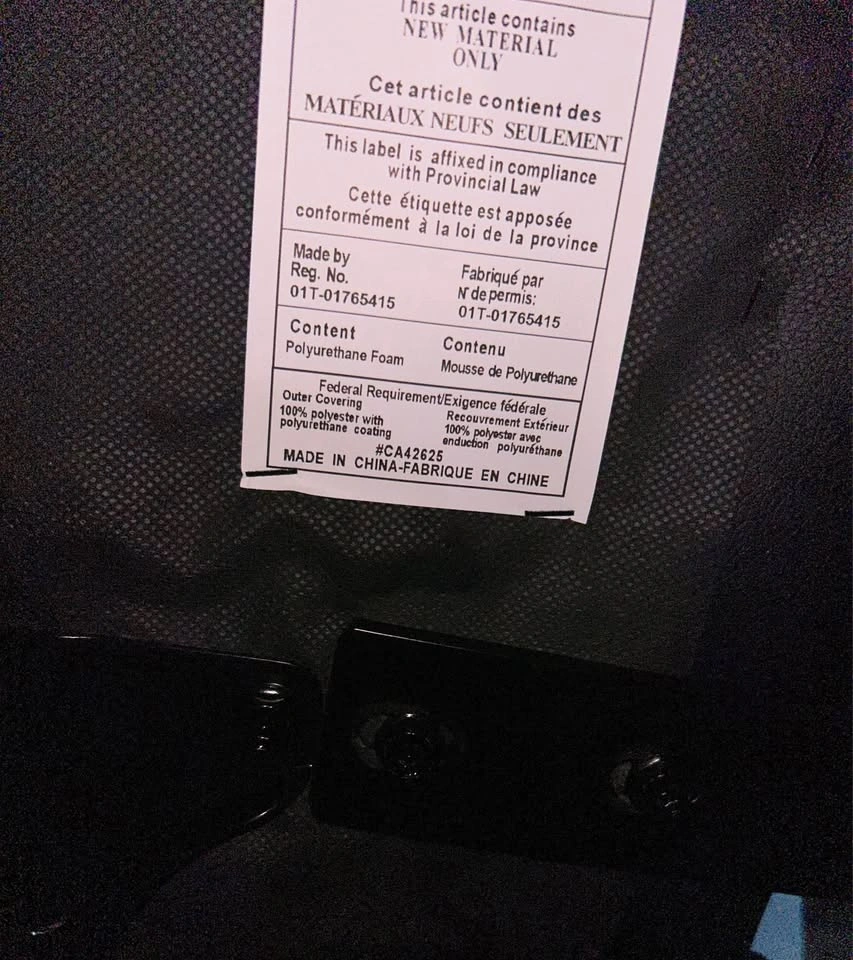 This article contains
NEW MATERIAL
ONLY
Cet article contient des
MATÉRIAUX NEUFS SEULEMENT
This label is affixed in compliance
with Provincial Law
Cette étiquette est apposée
conformément à la loi de la province
Made by
Reg. No.
01T-01765415
Fabriqué par
N° de permis:
01T-01765415
Content
Polyurethane Foam
Contenu
Mousse de Polyurethane
Federal Requirement/Exigence fédérale
Outer Covering
100% polyester with
polyurethane coating
Recouvrement Extérieur
100% polyester avec
enduction polyuréthane
#CA42625
MADE IN CHINA-FABRIQUE EN CHINE